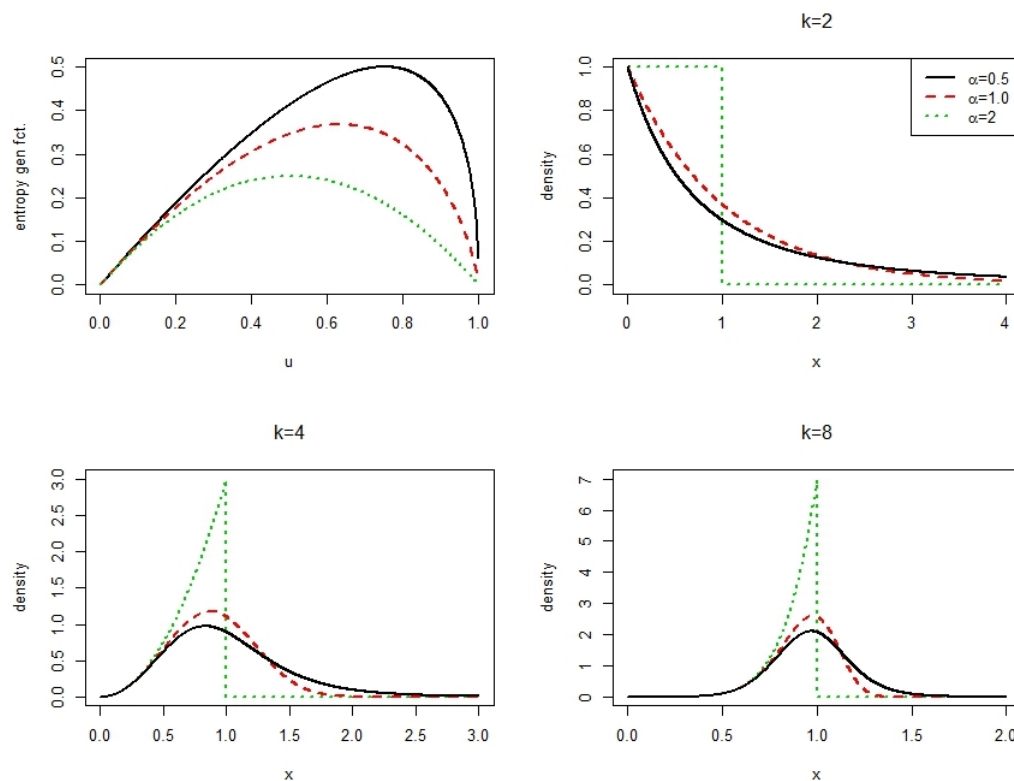 entropy gen fct.
0.0 0.1 0.2 0.3 0.4 0.5
0.0 0.2 0.4 0.6 0.8 1.0
u
k=2
density
0.0 0.2 0.4 0.6 0.8 1.0
α=0.5
α=1.0
α=2
0 1 2 3 4
x
k=4
density
0.0 0.5 1.0 1.5 2.0 2.5 3.0
0.0 0.5 1.0 1.5 2.0 2.5 3.0
x
k=8
density
0 1 2 3 4 5 6 7
0.0 0.5 1.0 1.5 2.0
x